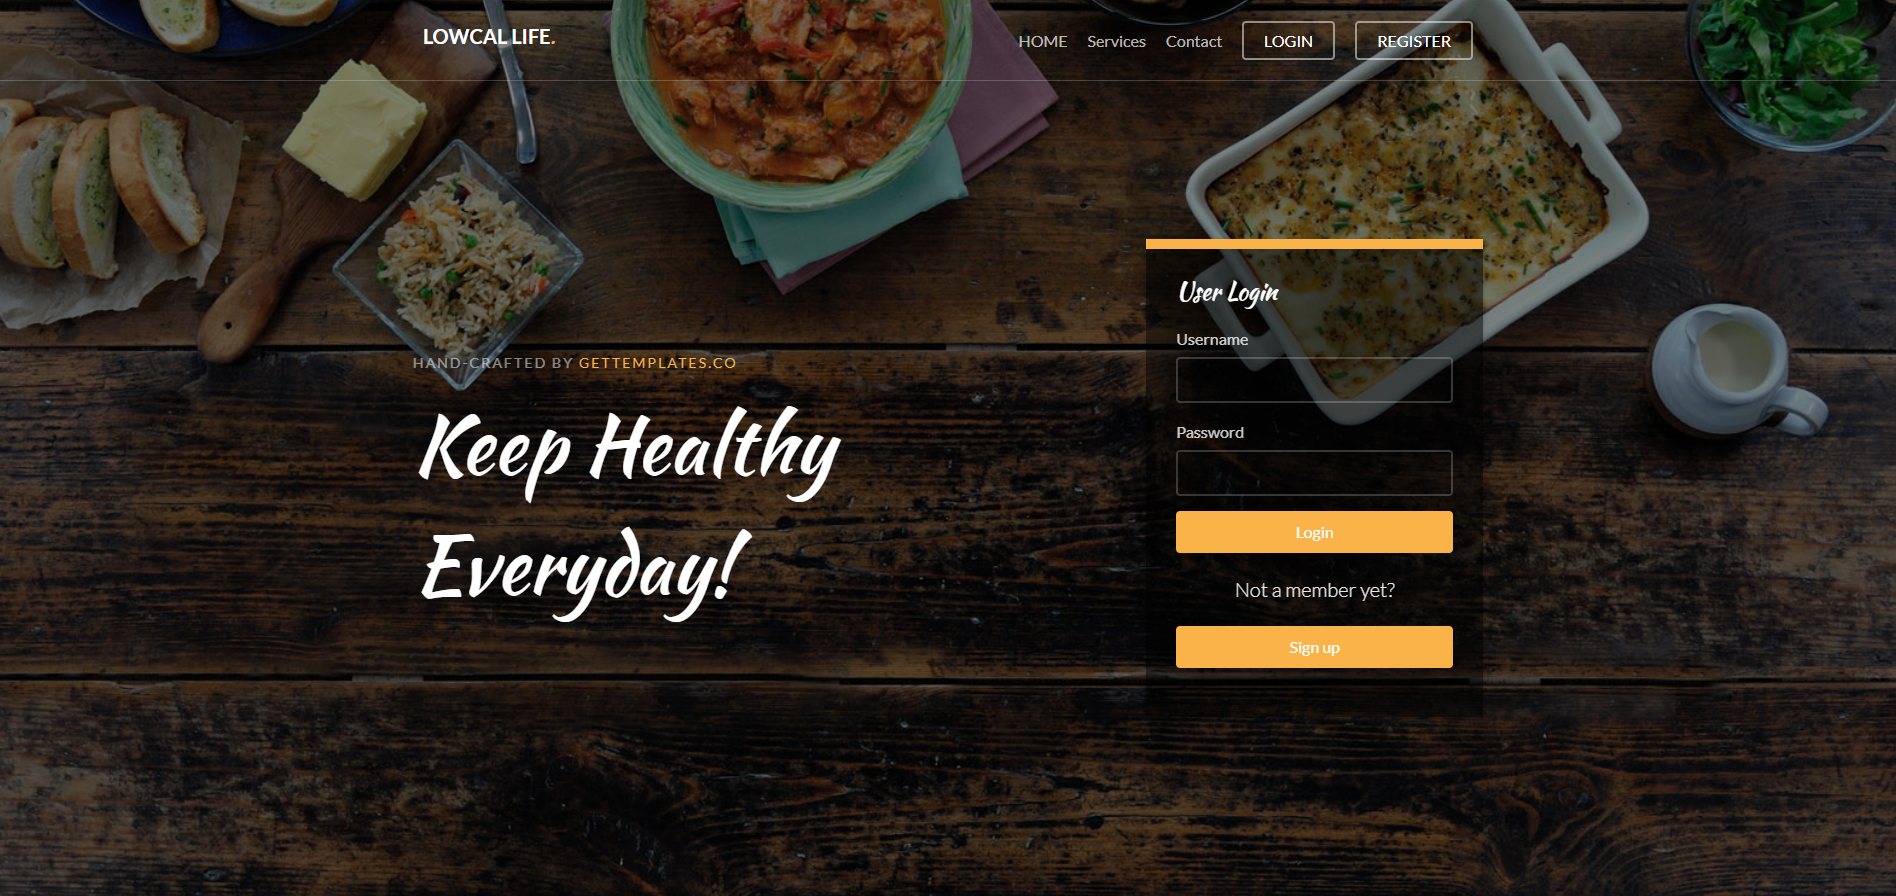 LOWCAL LIFE.
HOME Services Contact LOGIN REGISTER
HAND-CRAFTED BY GETTEMPLATES.CO
Keep Healthy
Everyday!
User Login
Username
Password
Login
Not a member yet?
Sign up